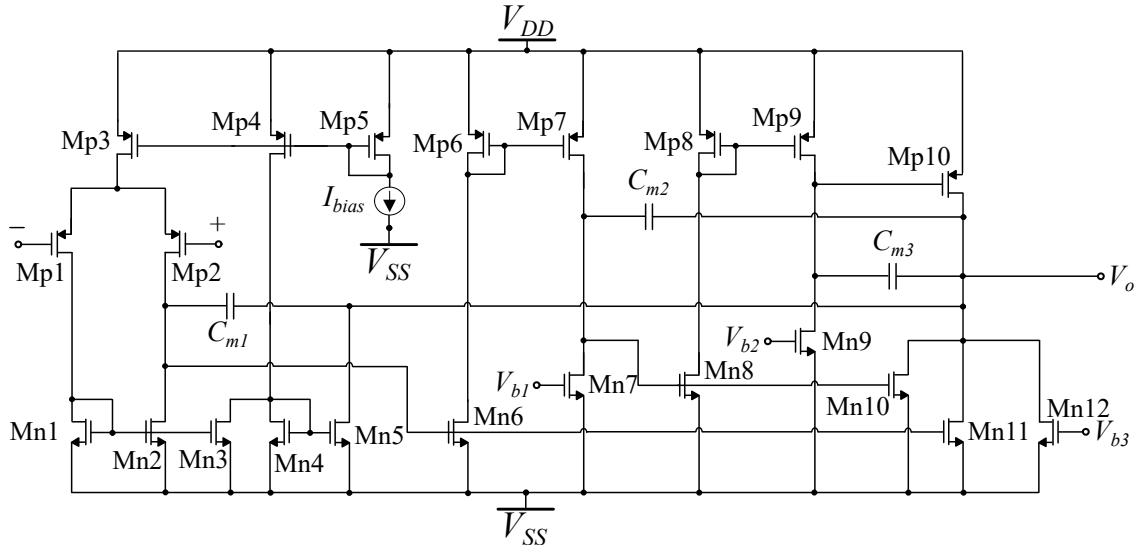 V_DD
Mp3
Mp4
Mp5
Mp6
Mp7
Mp8
Mp9
Mp10
I_bias
C_m2
−
+
V_SS
C_m3
Mp1
Mp2
V_o
C_m1
V_b2
Mn9
V_b1
Mn7
Mn8
Mn10
Mn12
Mn1
Mn2
Mn3
Mn4
Mn5
Mn6
Mn11
V_b3
V_SS